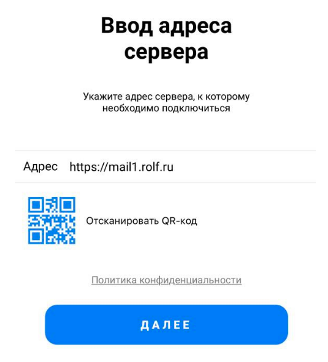 Ввод адреса
сервера
Укажите адрес сервера, к которому
необходимо подключиться
Адрес https://mail1.rolf.ru
Отсканировать QR-код
Политика конфиденциальности
ДАЛЕЕ